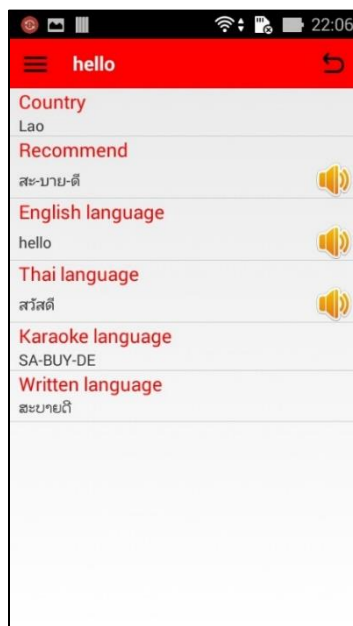 22:06
hello
Country
Lao
Recommend
สะ-บาย-ดี
English language
hello
Thai language
สวัสดี
Karaoke language
SA-BUY-DE
Written language
ສະບາຍດີ